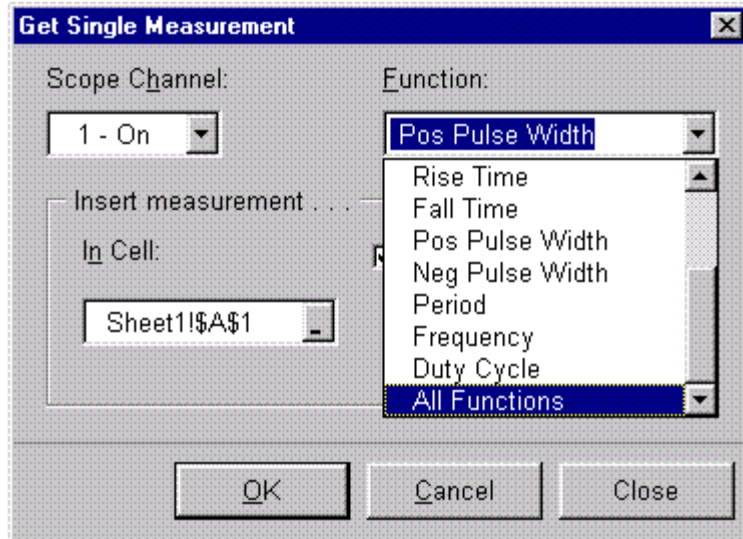 Get Single Measurement
Scope Channel:
Function:
1 - On
Pos Pulse Width
Rise Time
Fall Time
Pos Pulse Width
Neg Pulse Width
Period
Frequency
Duty Cycle
All Functions
Insert measurement . . .
In Cell:
Sheet1!$A$1
OK
Cancel
Close